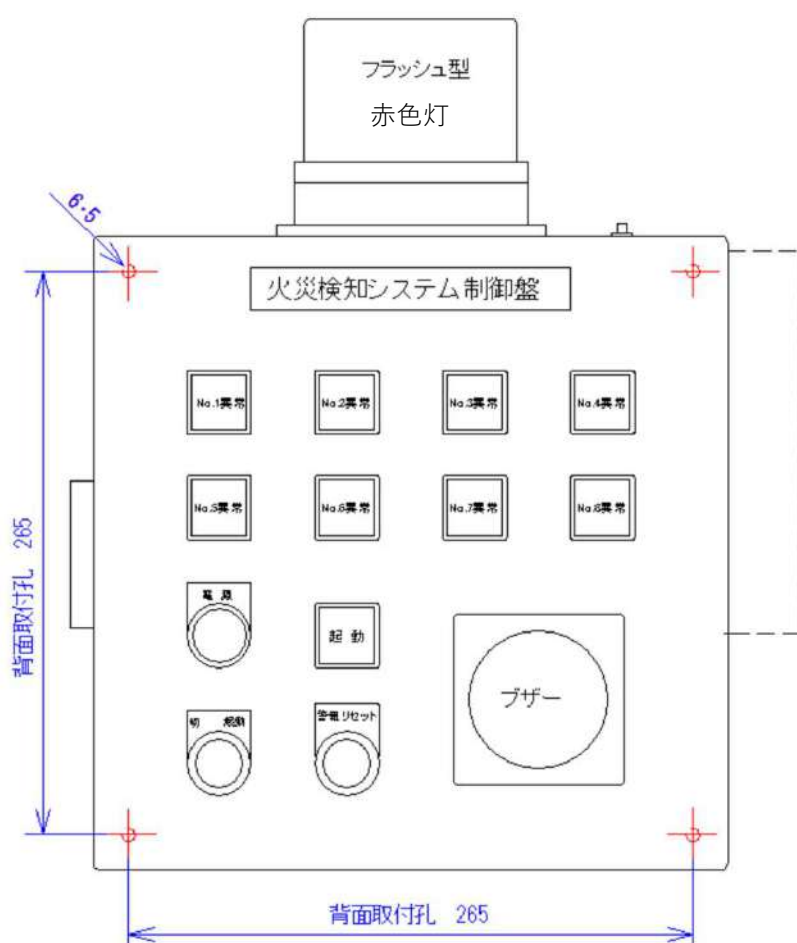 フラッシュ型
赤色灯
6.5
火災検知システム制御盤
No.1異常 No.2異常 No.3異常 No.4異常
No.5異常 No.6異常 No.7異常 No.8異常
電源
起動
ブザー
切 起動
警報リセット
背面取付孔 265
背面取付孔 265